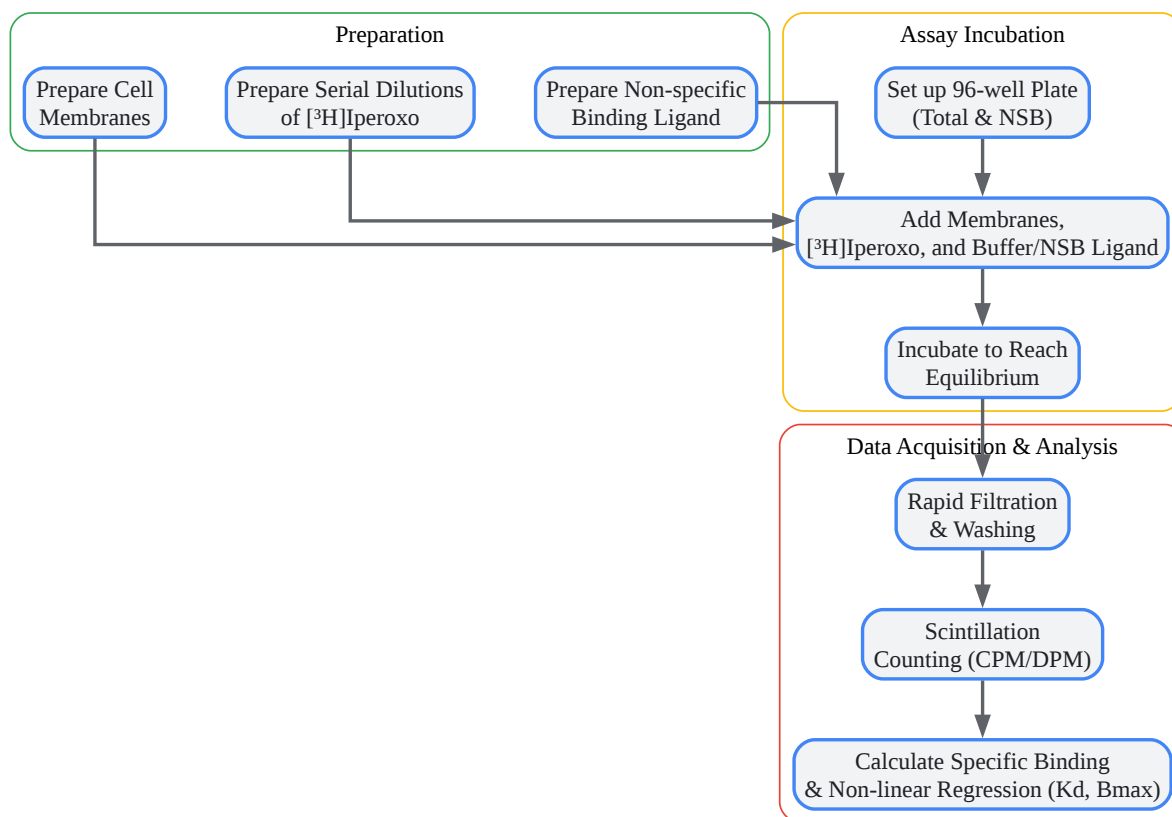 Preparation
Prepare Cell
Membranes
Prepare Serial Dilutions
of [³H]Iperoxo
Prepare Non-specific
Binding Ligand
Assay Incubation
Set up 96-well Plate
(Total & NSB)
Add Membranes,
[³H]Iperoxo, and Buffer/NSB Ligand
Incubate to Reach
Equilibrium
Data Acquisition & Analysis
Rapid Filtration
& Washing
Scintillation
Counting (CPM/DPM)
Calculate Specific Binding
& Non-linear Regression (Kd, Bmax)